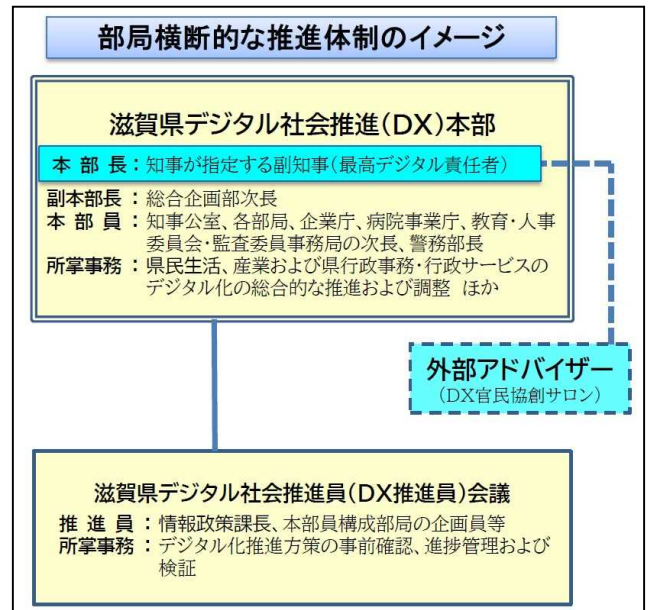 部局横断的な推進体制のイメージ
滋賀県デジタル社会推進(DX)本部
本部長：知事が指定する副知事(最高デジタル責任者)
副本部長：総合企画部次長
本部員：知事公室、各部局、企業庁、病院事業庁、教育・人事
委員会・監査委員事務局の次長、警務部長
所掌事務：県民生活、産業および県行政事務・行政サービスの
デジタル化の総合的な推進および調整 ほか
外部アドバイザー
(DX官民協創サロン)
滋賀県デジタル社会推進員(DX推進員)会議
推進員：情報政策課長、本部員構成部局の企画員等
所掌事務：デジタル化推進方策の事前確認、進捗管理および
検証